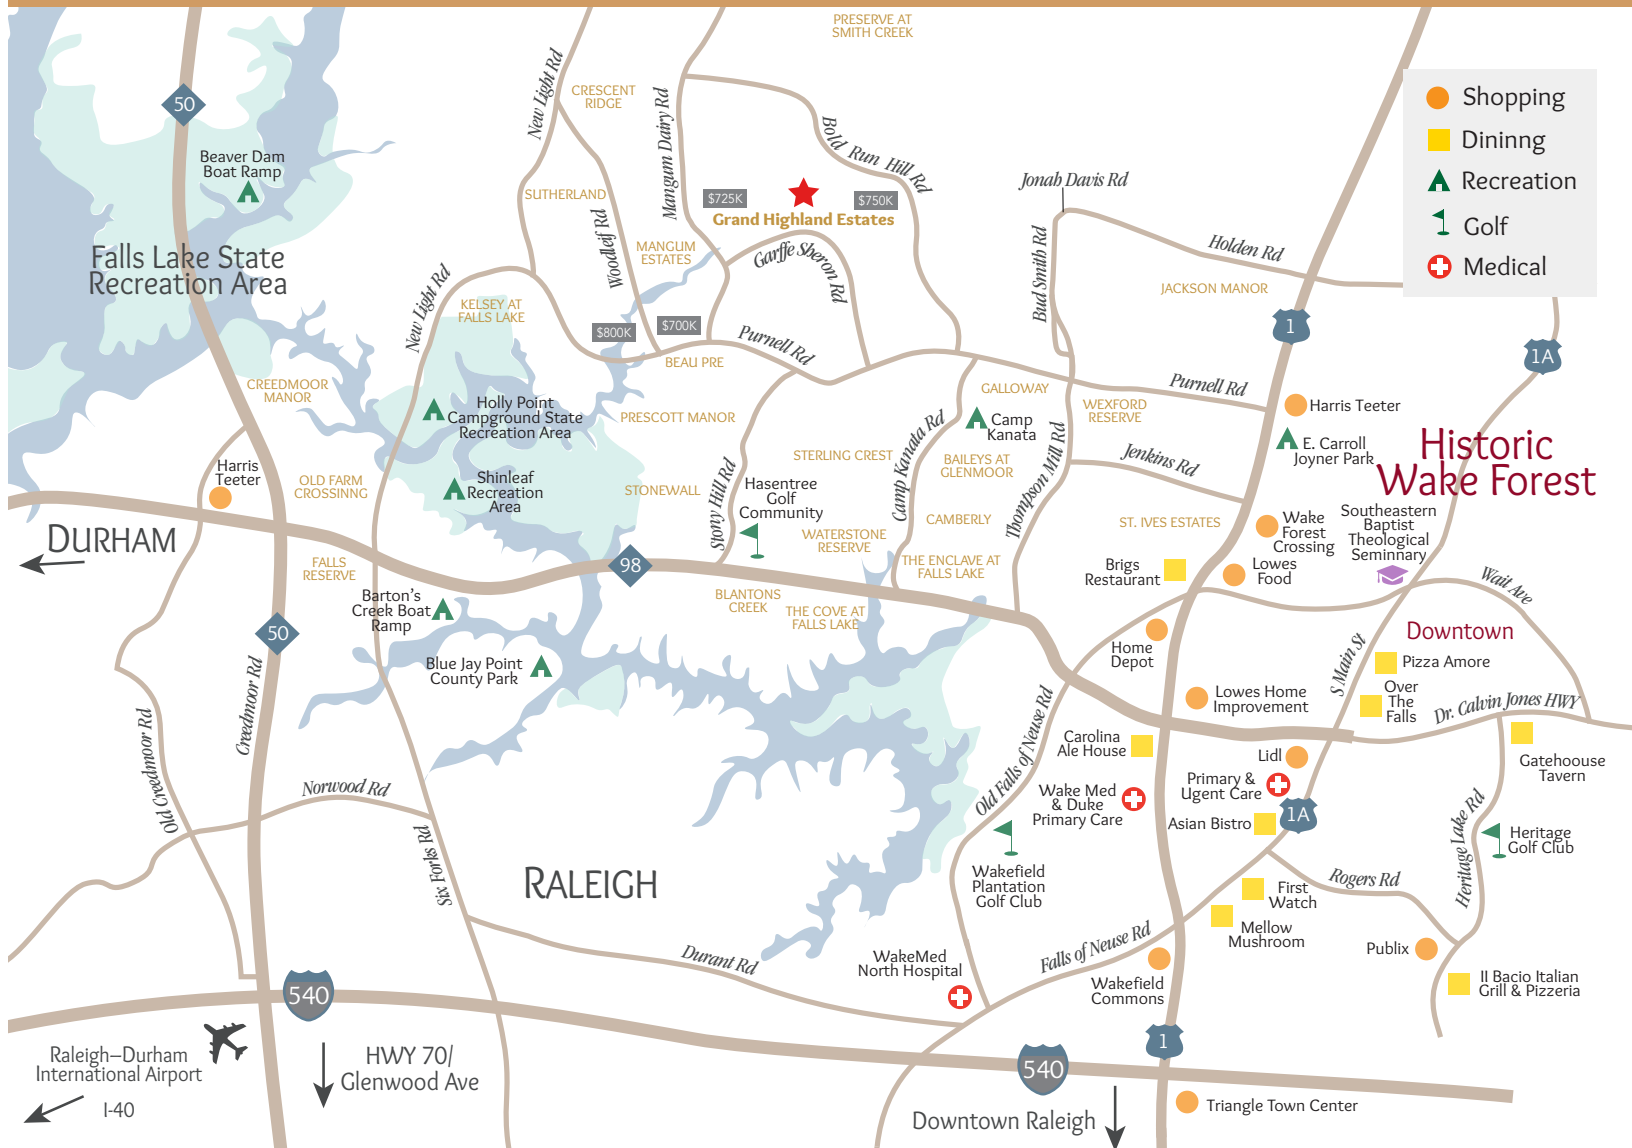 PRESERVE AT
SMITH CREEK
New Light Rd
CRESCENT
RIDGE
Mangum Dairy Rd
Bold Run Hill Rd
50
Beaver Dam
Boat Ramp
Shopping
Dininng
Recreation
Golf
Medical
SUTHERLAND
Woodlief Rd
$725K
$750K
Grand Highland Estates
Jonah Davis Rd
Bud Smith Rd
Holden Rd
JACKSON MANOR
Falls Lake State
Recreation Area
MANGUM
ESTATES
Garffe Sheron Rd
New Light Rd
KELSEY AT
FALLS LAKE
$800K
$700K
Purnell Rd
BEAU PRE
1
1A
CREEDMOOR
MANOR
Holly Point
Campground State
Recreation Area
PRESCOTT MANOR
GALLOWAY
Camp
Kanata
Camp Kanata Rd
WEXFORD
RESERVE
Purnell Rd
Harris Teeter
E. Carroll
Joyner Park
Historic
Wake Forest
Harris
Teeter
OLD FARM
CROSSINNG
Shinleaf
Recreation
Area
STONEWALL
Stony Hill Rd
STERLING CREST
Hasentree
Golf
Community
BAILEYS AT
GLENMOOR
Thompson Mill Rd
Jenkins Rd
DURHAM
WATERSTONE
RESERVE
CAMBERLY
ST. IVES ESTATES
Wake
Forest
Crossing
Southeastern
Baptist
Theological
Seminnary
FALLS
RESERVE
98
THE ENCLAVE AT
FALLS LAKE
Brigs
Restaurant
Lowes
Food
Wait Ave
Barton's
Creek Boat
Ramp
BLANTONS
CREEK
THE COVE AT
FALLS LAKE
50
Blue Jay Point
County Park
Home
Depot
Downtown
S Main St
Pizza Amore
Over
The
Falls
Creedmoor Rd
Old Creadmoor Rd
Old Falls of Neuse Rd
Lowes Home
Improvement
Dr. Calvin Jones HWY
Carolina
Ale House
Lidl
Gatehoouse
Tavern
Norwood Rd
Wake Med
& Duke
Primary Care
Primary &
Ugent Care
1A
Asian Bistro
Heritage Lake Rd
Heritage
Golf Club
Six Forks Rd
RALEIGH
Wakefield
Plantation
Golf Club
Rogers Rd
First
Watch
Mellow
Mushroom
Durant Rd
WakeMed
North Hospital
Falls of Neuse Rd
Wakefield
Commons
Publix
Il Bacio Italian
Grill & Pizzeria
540
1
Raleigh–Durham
International Airport
I-40
HWY 70/
Glenwood Ave
540
Downtown Raleigh
Triangle Town Center